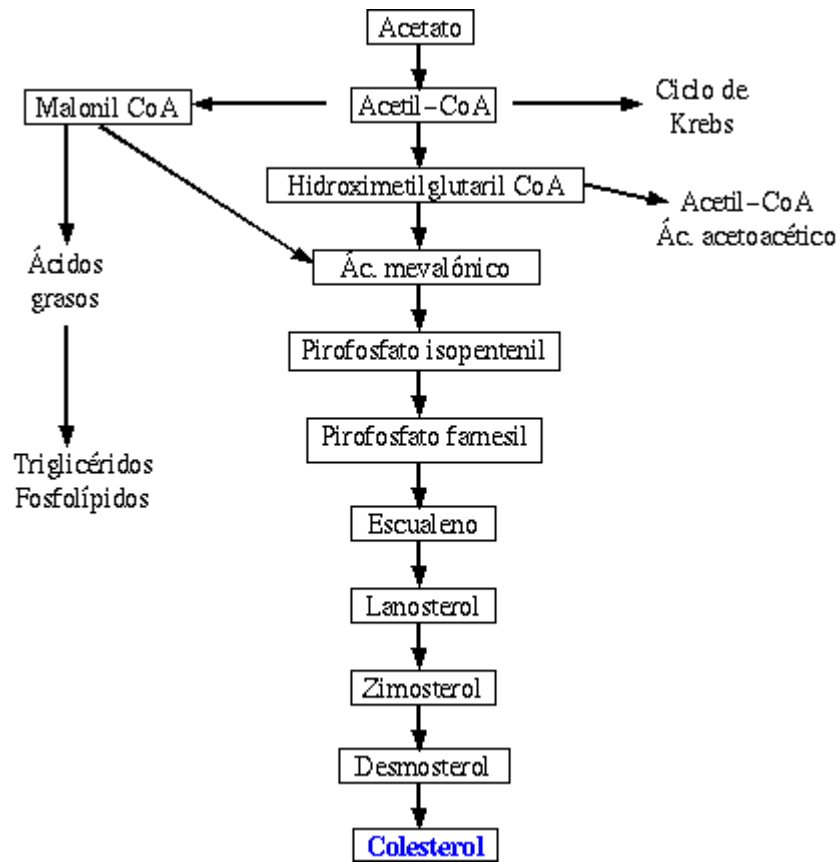 Acetato
Malonil CoA
Acetil-CoA
Ciclo de
Krebs
Hidroximetilglutaril CoA
Acetil-CoA
Ác. acetoacético
Ácidos
grasos
Ác. mevalónico
Pirofosfato isopentenil
Pirofosfato farnesil
Triglicéridos
Fosfolípidos
Escualeno
Lanosterol
Zimosterol
Desmosterol
Colesterol